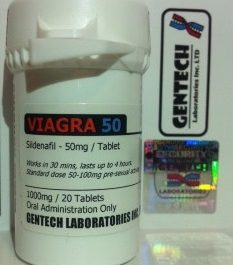 VIAGRA 50
Sildenafil - 50mg / Tablet
Works in 30 mins, lasts up to 4 hours.
Standard dose 50-100mg pre-sexual activity
1000mg / 20 Tablets
Oral Administration Only
GENTECH LABORATORIES INC.
GENTECH
Laboratories Inc. LTD